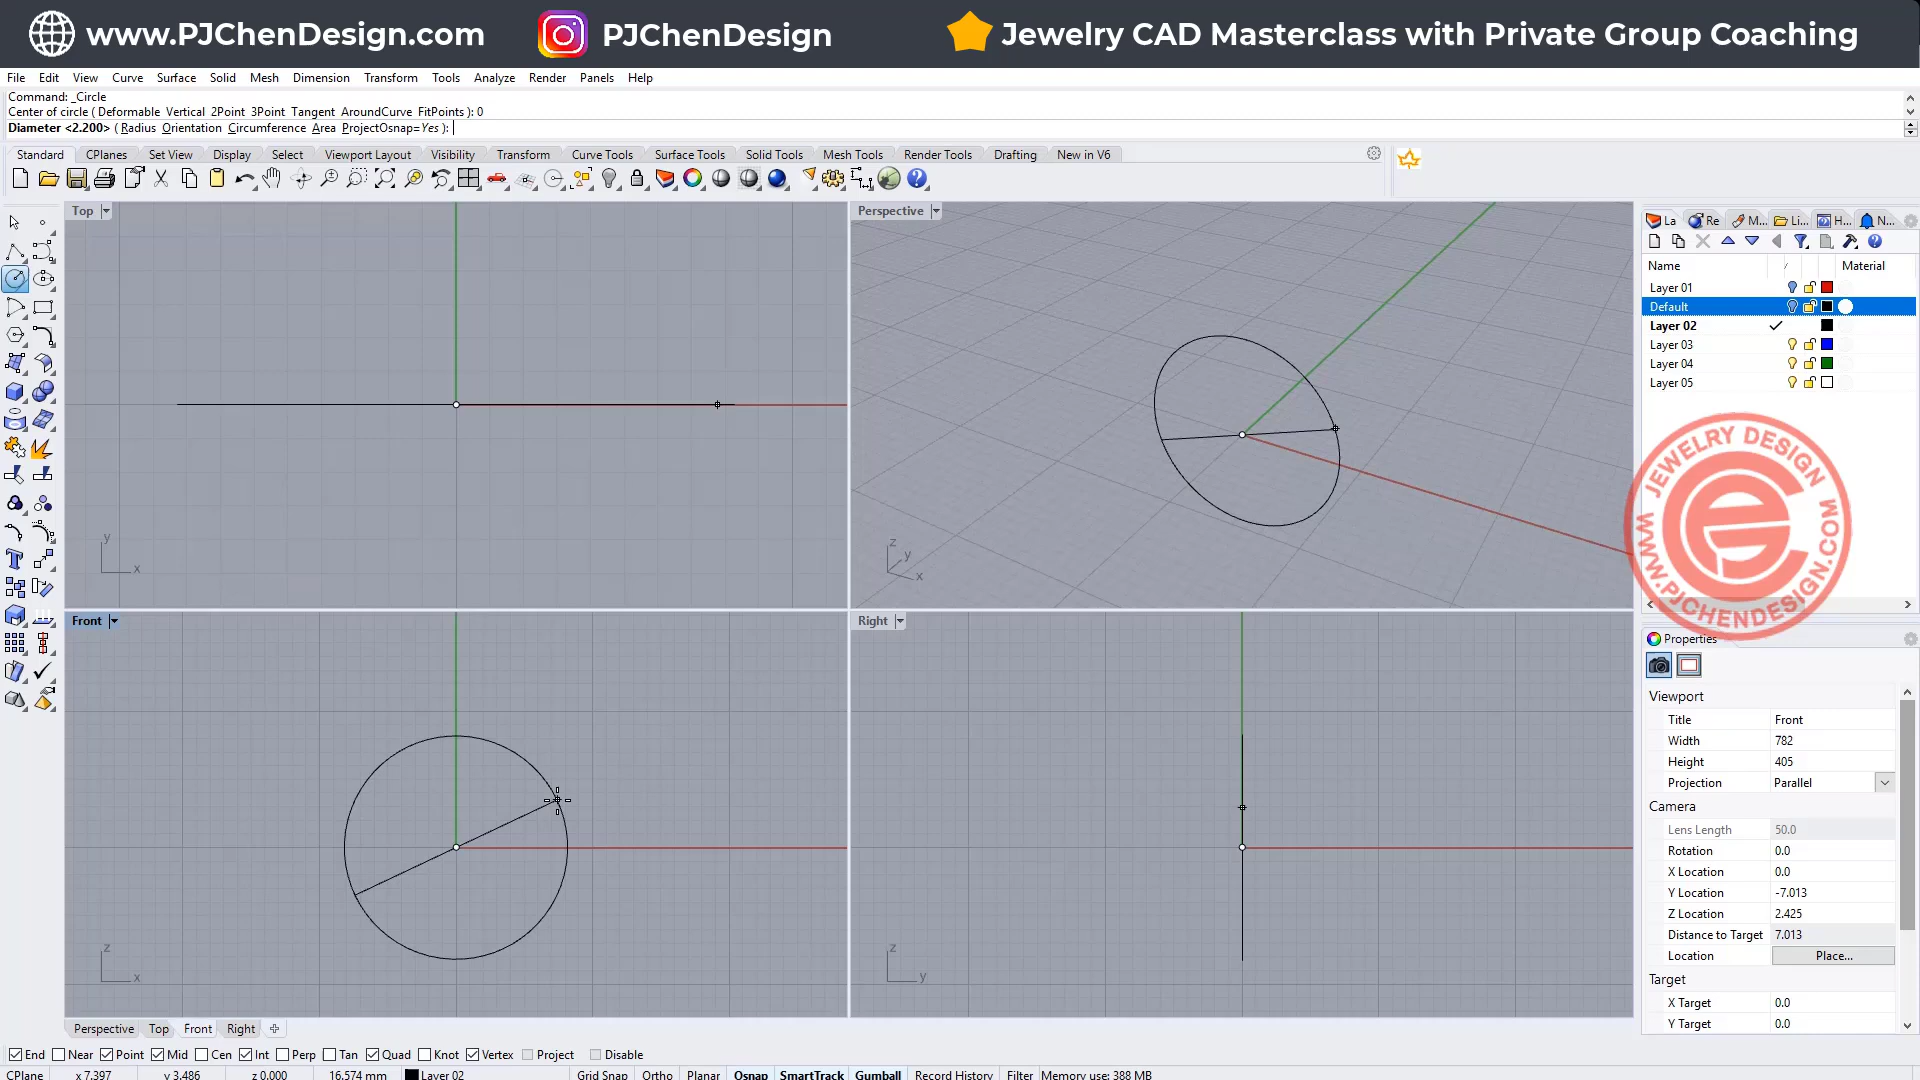 www.PJChenDesign.com PJChenDesign Jewelry CAD Masterclass with Private Group Coaching
File Edit View Curve Surface Solid Mesh Dimension Transform Tools Analyze Render Panels Help
Command: _Circle
Center of circle ( Deformable Vertical 2Point 3Point Tangent AroundCurve FitPoints ): 0
Diameter <2.200> ( Radius Orientation Circumference Area ProjectOsnap=Yes ):
Standard CPlanes Set View Display Select Viewport Layout Visibility Transform Curve Tools Surface Tools Solid Tools Mesh Tools Render Tools Drafting New in V6
Top
Perspective
La Re M... Li... H... N...
Name Material
Layer 01
Default
Layer 02
Layer 03
Layer 04
Layer 05
JEWELRY DESIGN
WWW.PJCHENDESIGN.COM
y
x
z
y
x
Front
Right
Properties
Viewport
Title Front
Width 782
Height 405
Projection Parallel
Camera
Lens Length 50.0
Rotation 0.0
X Location 0.0
Y Location -7.013
Z Location 2.425
Distance to Target 7.013
Location Place...
Target
X Target 0.0
Y Target 0.0
z
x
z
y
Perspective Top Front Right
End Near Point Mid Cen Int Perp Tan Quad Knot Vertex Project Disable
CPlane x 7.397 y 3.486 z 0.000 16.574 mm Layer 02 Grid Snap Ortho Planar Osnap SmartTrack Gumball Record History Filter Memory use: 388 MB